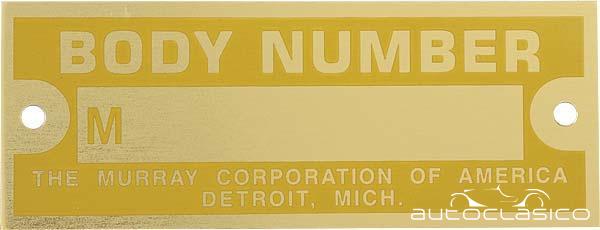 BODY NUMBER
M
THE MURRAY CORPORATION OF AMERICA
DETROIT, MICH.
autoclasico